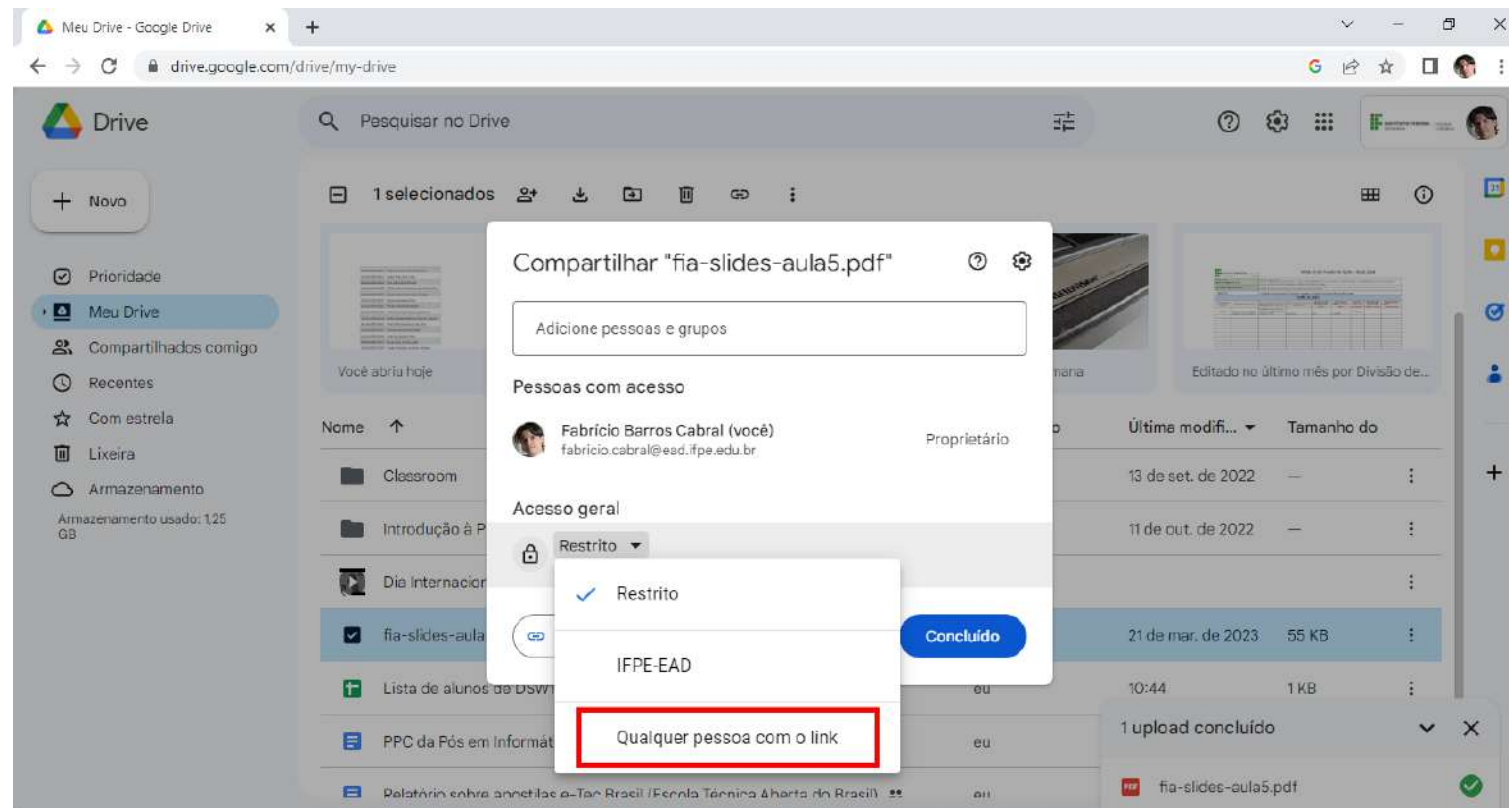 Meu Drive - Google Drive
drive.google.com/drive/my-drive
Drive
Pesquisar no Drive
Novo
1 selecionados
Prioridade
Meu Drive
Compartilhados comigo
Recentes
Com estrela
Lixeira
Armazenamento
Armazenamento usado: 1,25
GB
Você abriu hoje
Editado no último mês por Divisão de...
Nome
Última modifi...
Tamanho do
Classroom
13 de set. de 2022
—
Introdução à P
11 de out. de 2022
—
Dia Internacion
fia-slides-aula
21 de mar. de 2023
55 KB
Lista de alunos de DSW1
eu
10:44
1 KB
PPC da Pós em Informát
eu
Relatório sobre apostilas e-Tec Brasil (Escola Técnica Aberta do Brasil)
eu
Compartilhar "fia-slides-aula5.pdf"
Adicione pessoas e grupos
Pessoas com acesso
Fabrício Barros Cabral (você)
fabricio.cabral@ead.ifpe.edu.br
Proprietário
Acesso geral
Restrito
Restrito
IFPE-EAD
Qualquer pessoa com o link
Concluído
1 upload concluído
fia-slides-aula5.pdf